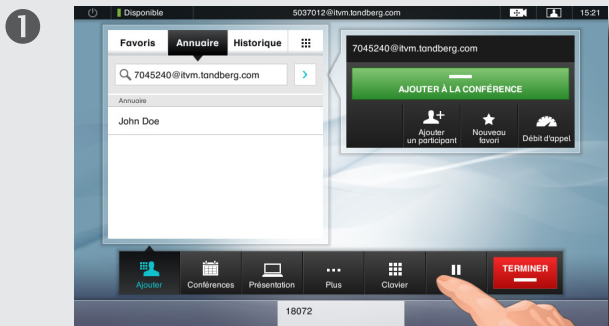 1
Disponible 5037012@itvm.tandberg.com 15:21
Favoris Annuaire Historique
7045240@itvm.tandberg.com
Annuaire
John Doe
7045240@itvm.tandberg.com
AJOUTER À LA CONFÉRENCE
Ajouter
un participant
Nouveau
favori
Débit d'appel
Ajouter Conférences Présentation Plus Clavier TERMINER
18072